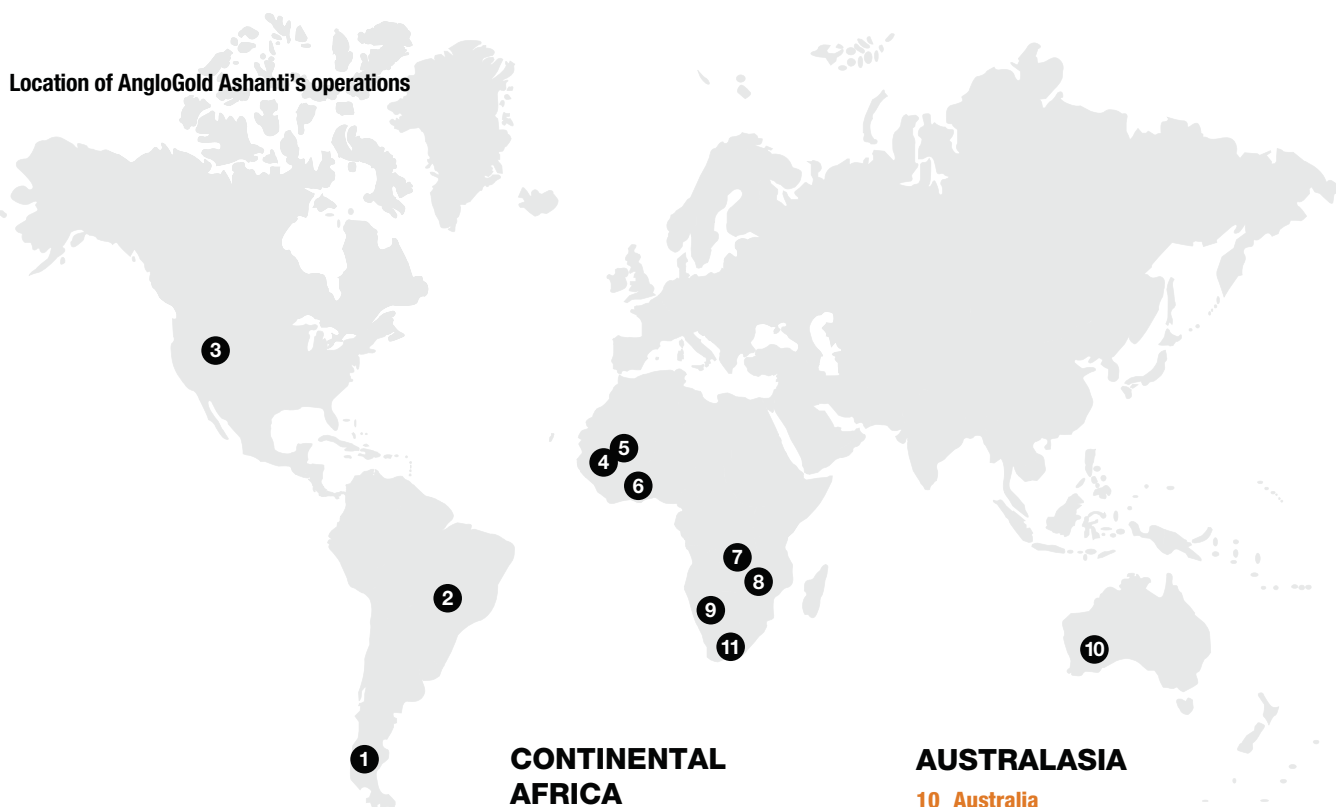 Location of AngloGold Ashanti's operations
3
5
4
6
7
8
2
9
11
10
1
CONTINENTAL
AFRICA
AUSTRALASIA
10 Australia